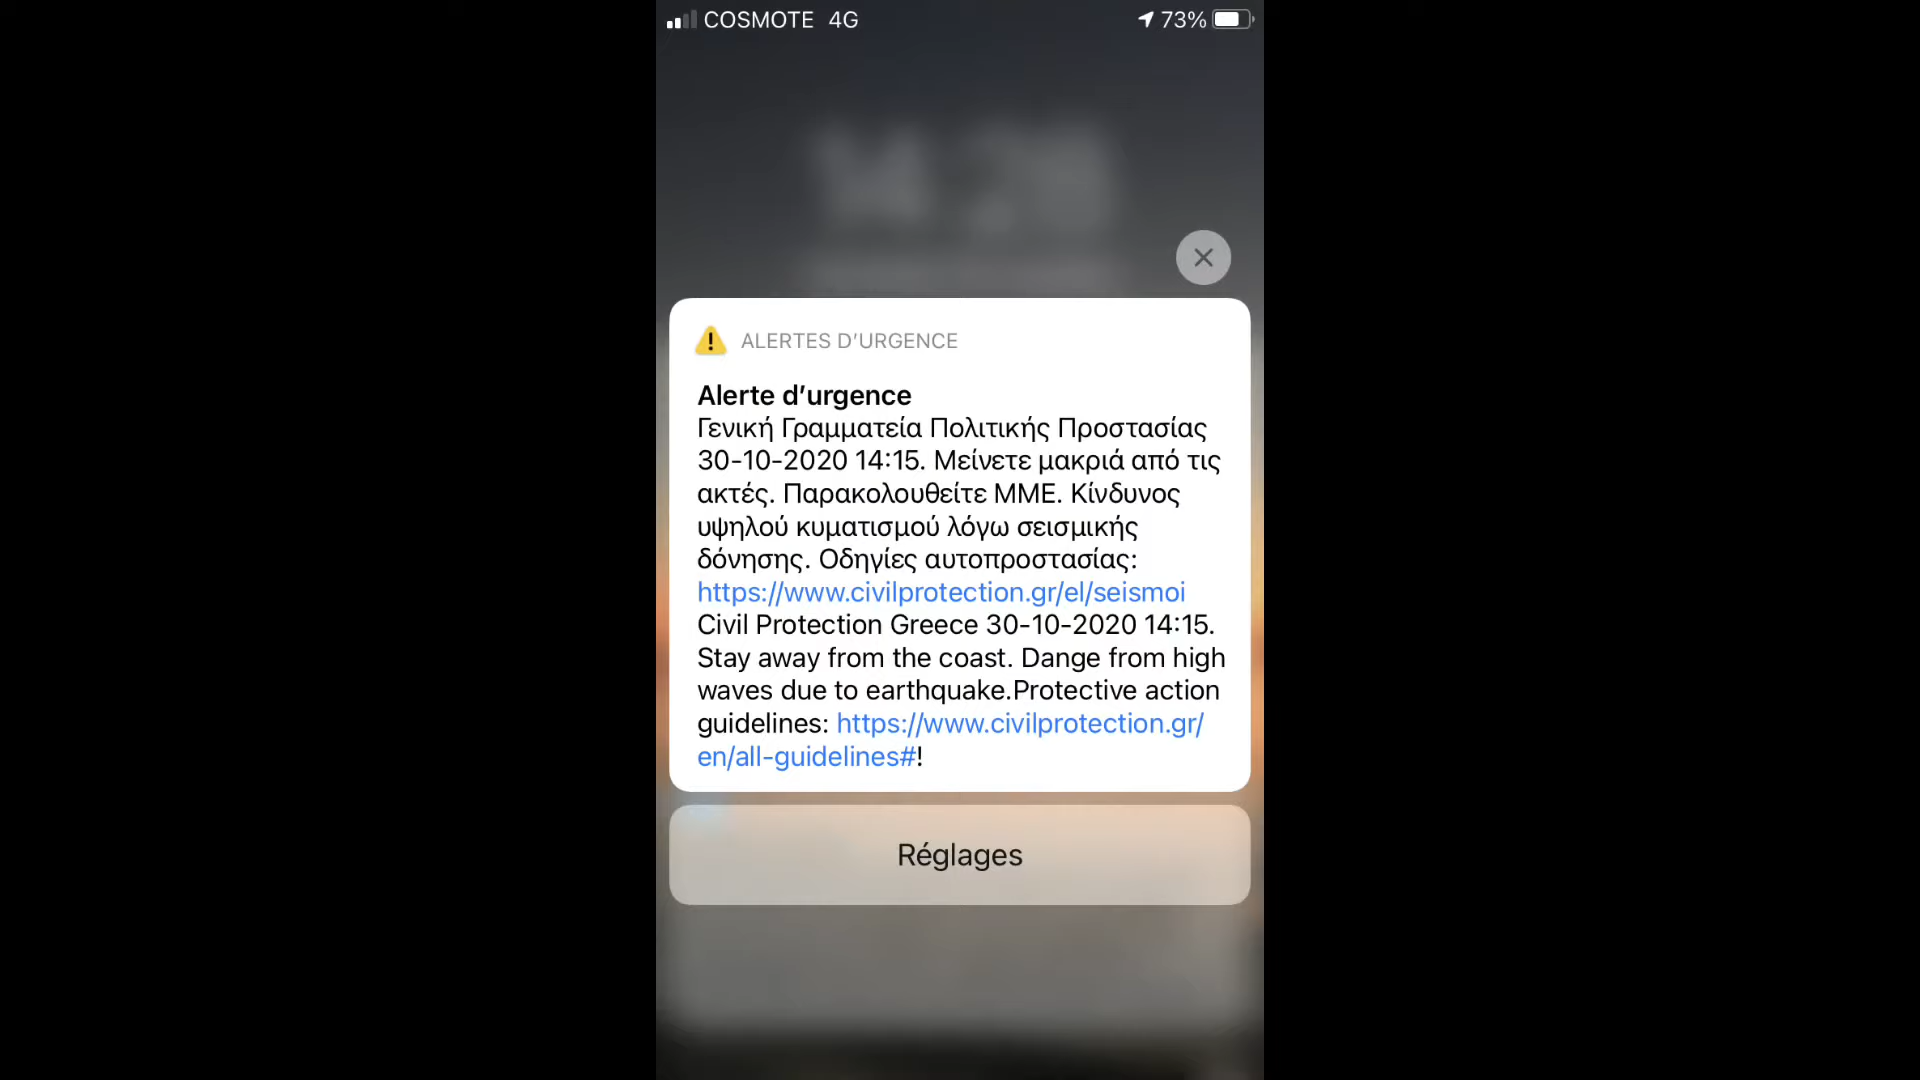 COSMOTE 4G 73%
14:28
ALERTES D’URGENCE
Alerte d’urgence
Γενική Γραμματεία Πολιτικής Προστασίας
30-10-2020 14:15. Μείνετε μακριά από τις
ακτές. Παρακολουθείτε ΜΜΕ. Κίνδυνος
υψηλού κυματισμού λόγω σεισμικής
δόνησης. Οδηγίες αυτοπροστασίας:
https://www.civilprotection.gr/el/seismoi
Civil Protection Greece 30-10-2020 14:15.
Stay away from the coast. Dange from high
waves due to earthquake.Protective action
guidelines: https://www.civilprotection.gr/
en/all-guidelines#!
Réglages